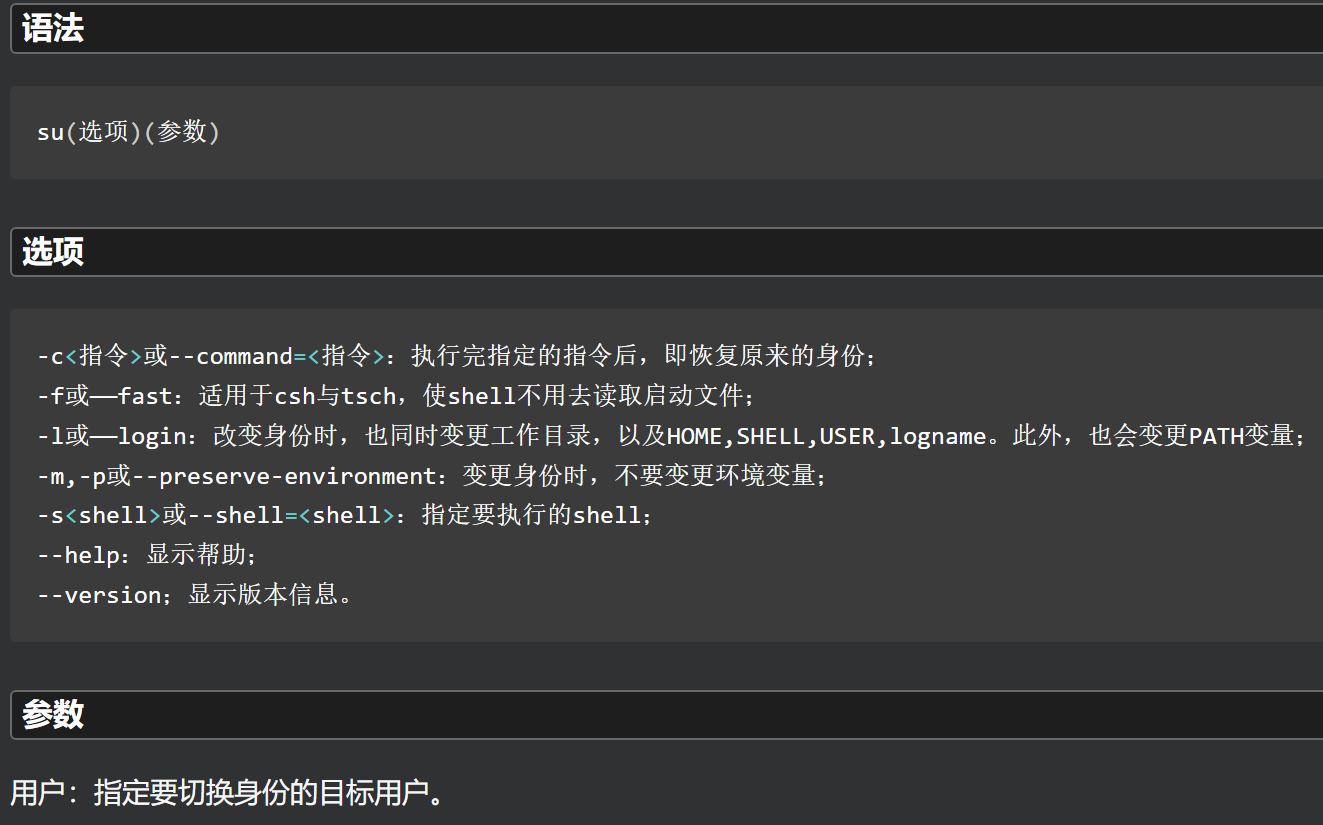 语法
su(选项)(参数)
选项
-c<指令>或--command=<指令>：执行完指定的指令后，即恢复原来的身份；
-f或——fast：适用于csh与tsch，使shell不用去读取启动文件；
-l或——login：改变身份时，也同时变更工作目录，以及HOME,SHELL,USER,logname。此外，也会变更PATH变量；
-m,-p或--preserve-environment：变更身份时，不要变更环境变量；
-s<shell>或--shell=<shell>：指定要执行的shell；
--help：显示帮助；
--version；显示版本信息。
参数
用户：指定要切换身份的目标用户。